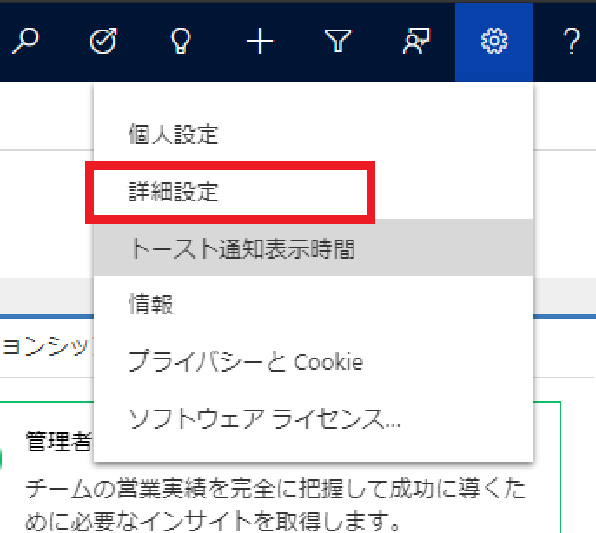 個人設定
詳細設定
トースト通知表示時間
情報
ヨンシッ
プライバシーと Cookie
ソフトウェア ライセンス...
管理者
チームの営業実績を完全に把握して成功に導くた
めに必要なインサイトを取得します。